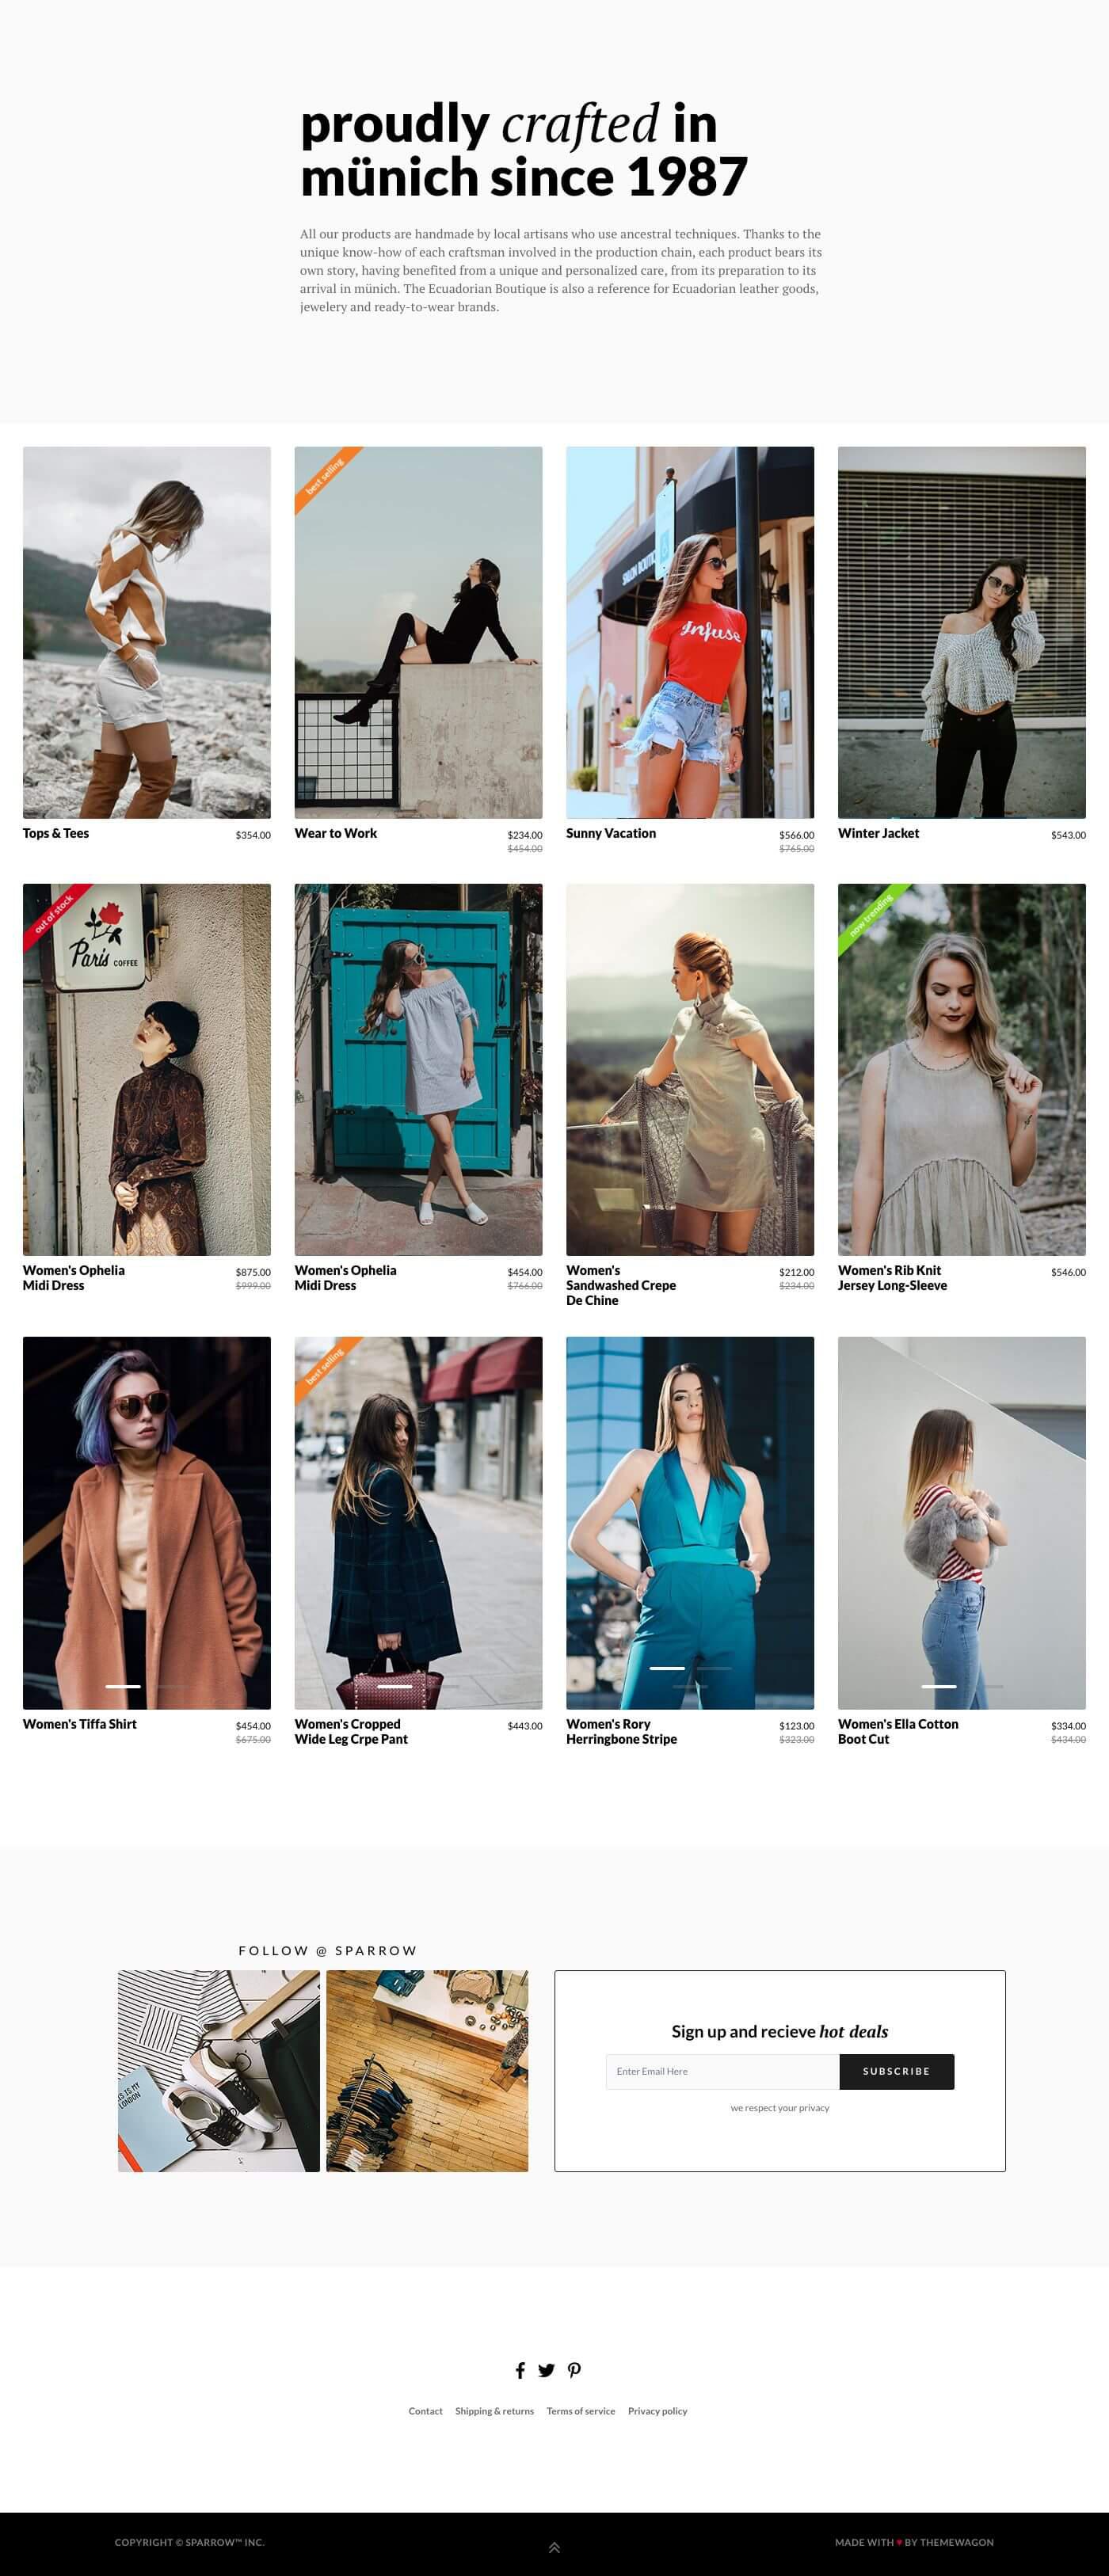 proudly crafted in
münich since 1987
All our products are handmade by local artisans who use ancestral techniques. Thanks to the
unique know-how of each craftsman involved in the production chain, each product bears its
own story, having benefited from a unique and personalized care, from its preparation to its
arrival in münich. The Ecuadorian Boutique is also a reference for Ecuadorian leather goods,
jewelery and ready-to-wear brands.
best selling
Infuse
Tops & Tees
$354.00
Wear to Work
$234.00
$454.00
Sunny Vacation
$566.00
$765.00
Winter Jacket
$543.00
out of stock
Paris COFFEE
now trending
Women's Ophelia
Midi Dress
$875.00
$999.00
Women's Ophelia
Midi Dress
$454.00
$766.00
Women's
Sandwashed Crepe
De Chine
$212.00
$234.00
Women's Rib Knit
Jersey Long-Sleeve
$546.00
best selling
Women's Tiffa Shirt
$454.00
$675.00
Women's Cropped
Wide Leg Crpe Pant
$443.00
Women's Rory
Herringbone Stripe
$123.00
$323.00
Women's Ella Cotton
Boot Cut
$334.00
$434.00
FOLLOW @ SPARROW
IS MY
LONDON
Sign up and recieve hot deals
Enter Email Here
SUBSCRIBE
we respect your privacy
Contact
Shipping & returns
Terms of service
Privacy policy
COPYRIGHT © SPARROW™ INC.
MADE WITH ♥ BY THEMEWAGON